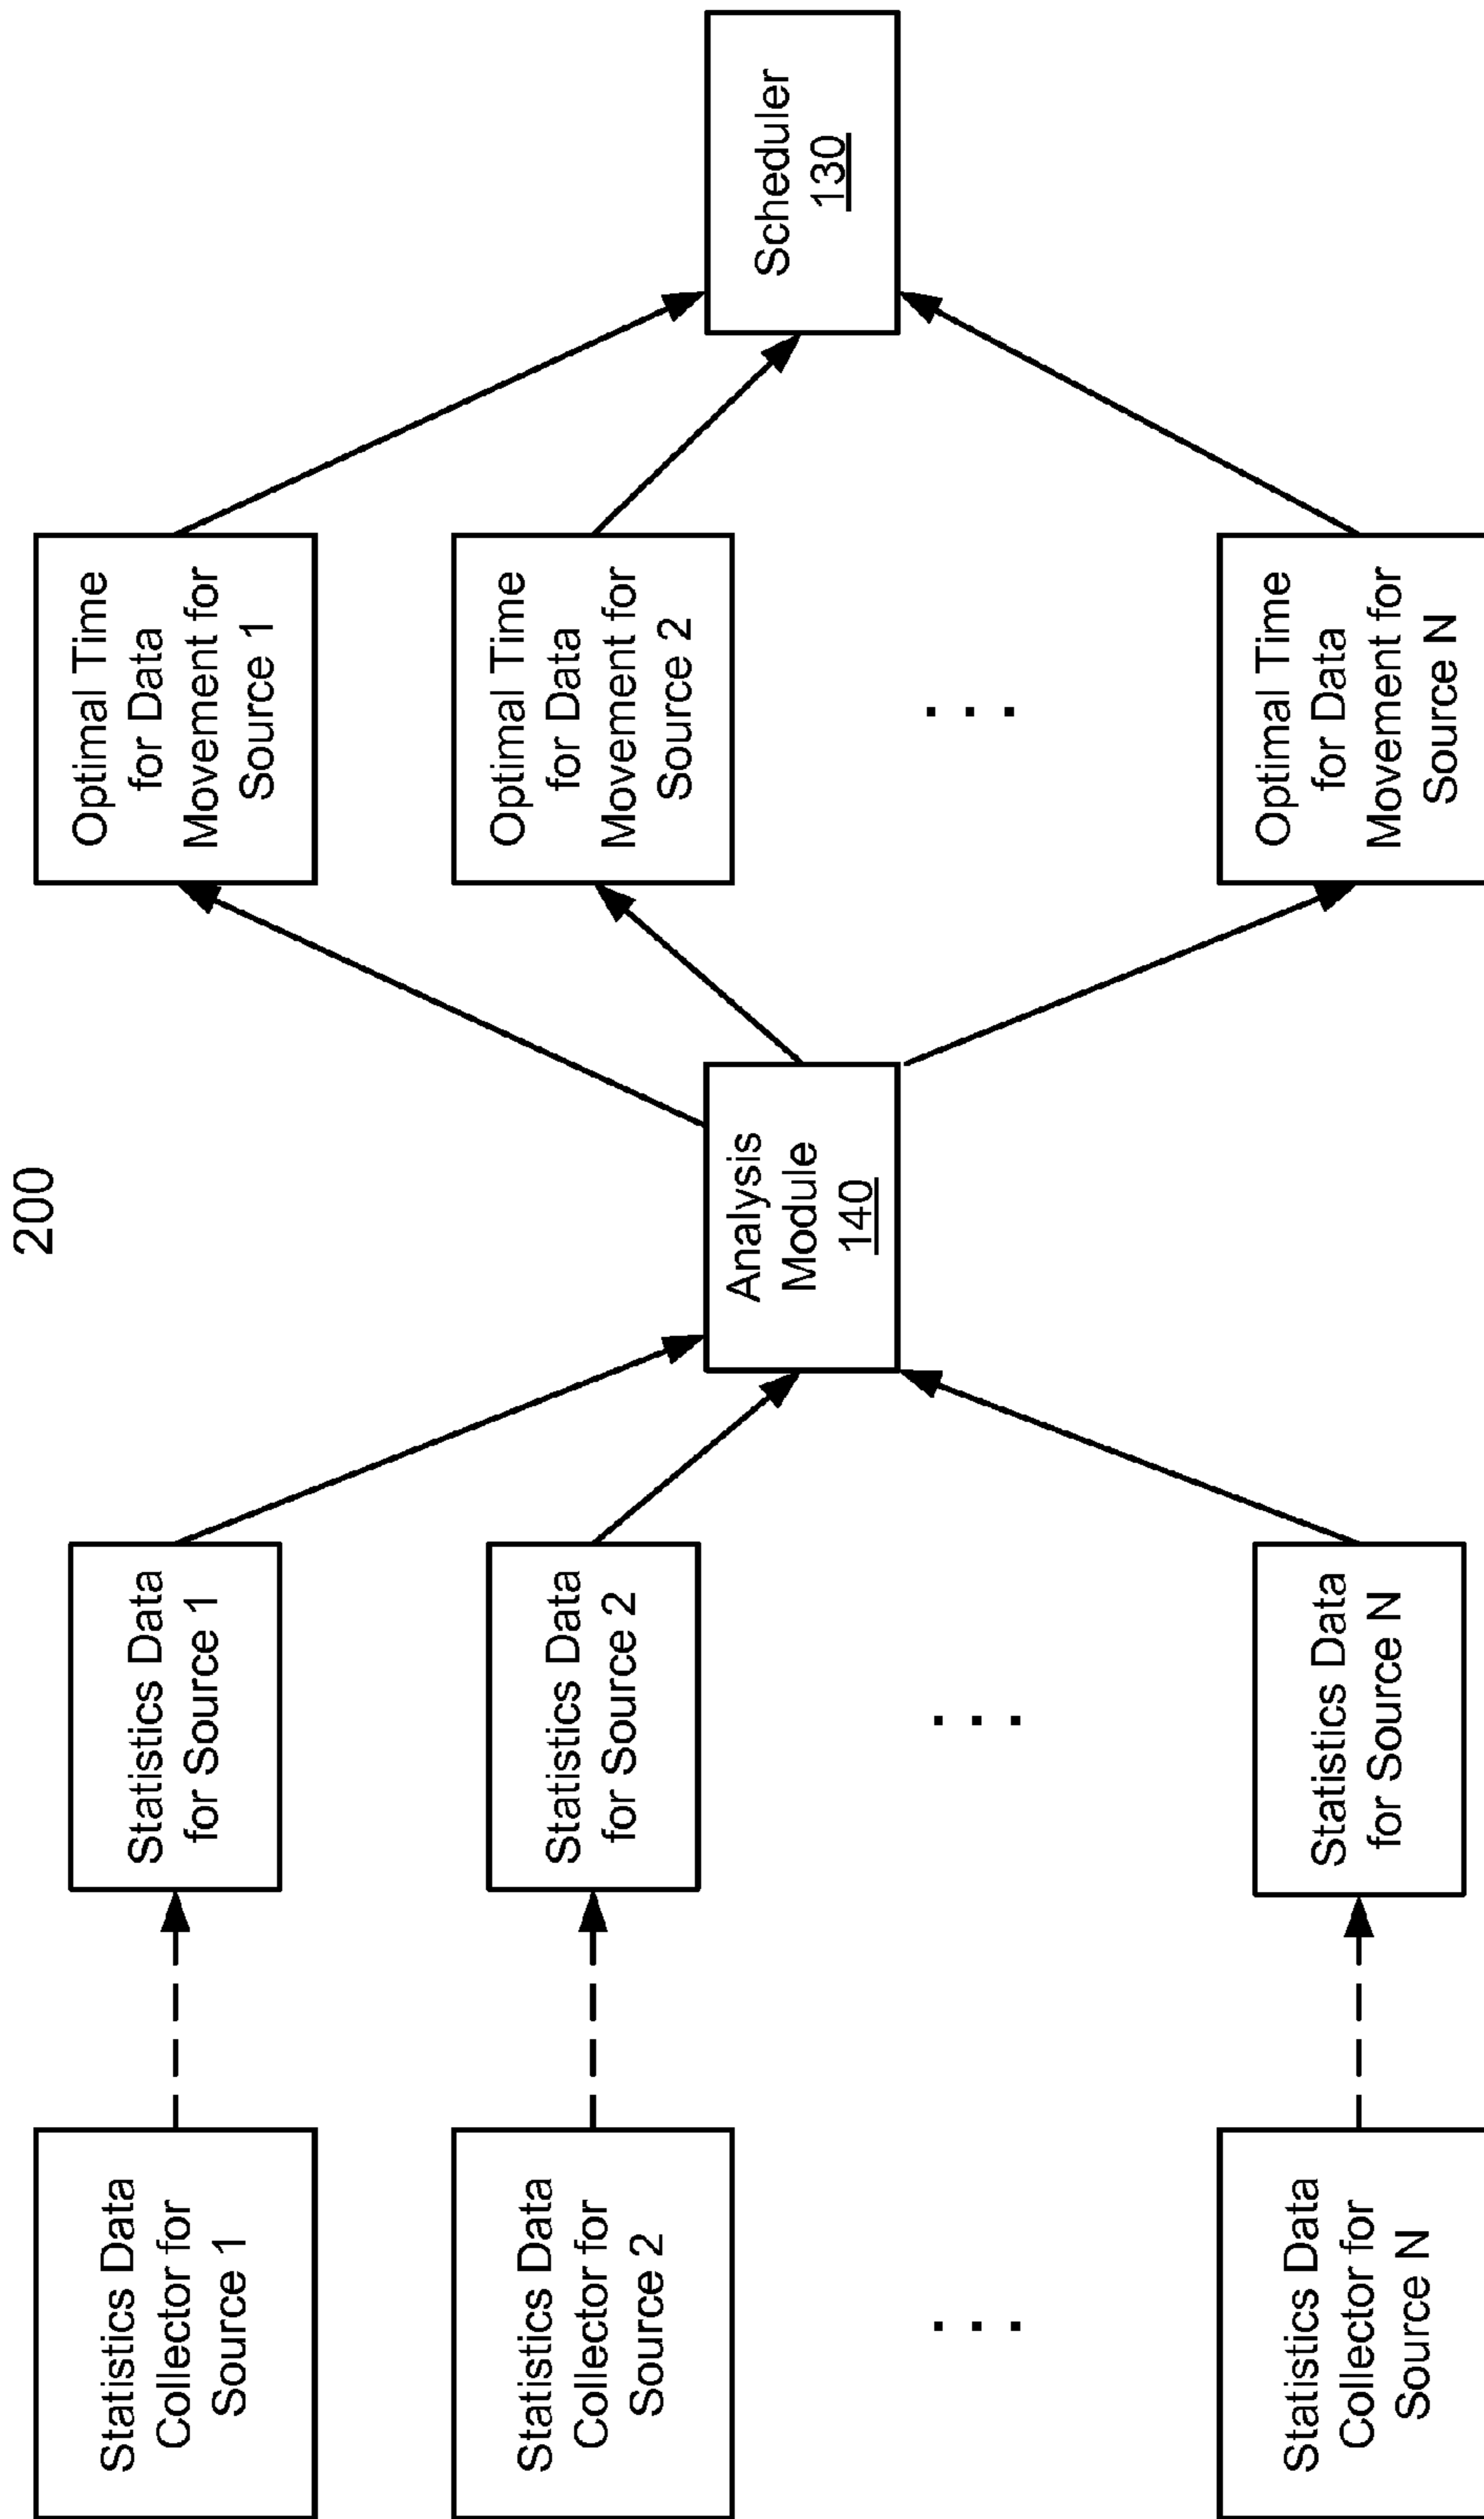 200
Statistics Data
Collector for
Source 1
Statistics Data
for Source 1
Optimal Time
for Data
Movement for
Source 1
Statistics Data
Collector for
Source 2
Statistics Data
for Source 2
Analysis
Module
140
Optimal Time
for Data
Movement for
Source 2
Scheduler
130
. . .
. . .
. . .
Statistics Data
Collector for
Source N
Statistics Data
for Source N
Optimal Time
for Data
Movement for
Source N